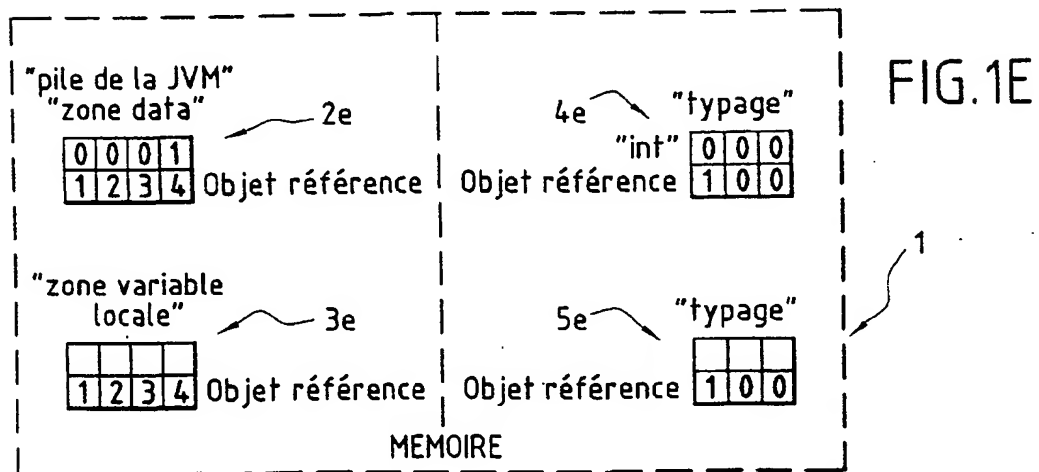 FIG.1E
"pile de la JVM"
"zone data"
2e
0 0 0 1
1 2 3 4 Objet référence
4e
"typage"
"int" 0 0 0
Objet référence 1 0 0
1
"zone variable
locale"
3e
1 2 3 4 Objet référence
5e
"typage"
Objet référence 1 0 0
MEMOIRE